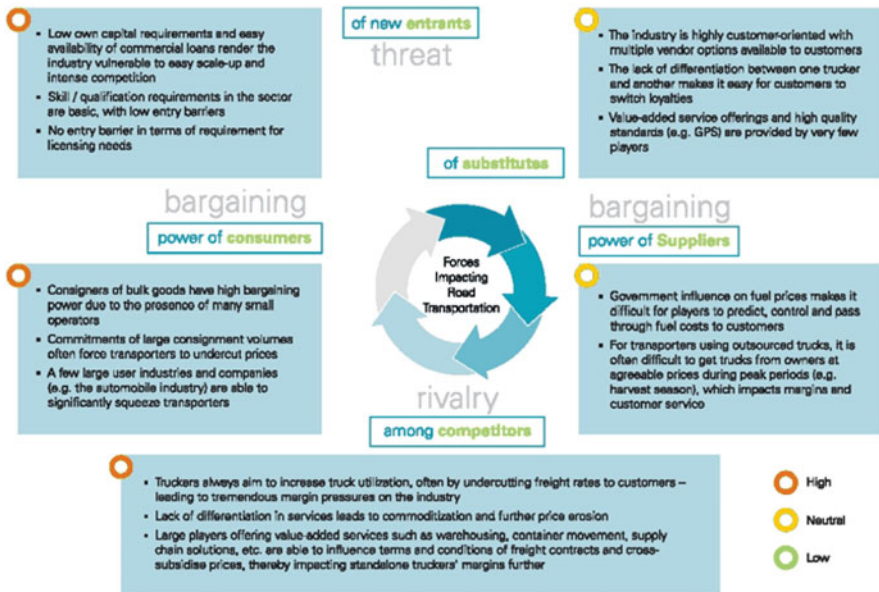 of new entrants
threat
▪ Low own capital requirements and easy
availability of commercial loans render the
industry vulnerable to easy scale-up and
intense competition
▪ Skill / qualification requirements in the sector
are basic, with low entry barriers
▪ No entry barrier in terms of requirement for
licensing needs
▪ The industry is highly customer-oriented with
multiple vendor options available to customers
▪ The lack of differentiation between one trucker
and another makes it easy for customers to
switch loyalties
▪ Value-added service offerings and high quality
standards (e.g. GPS) are provided by very few
players
of substitutes
bargaining
power of consumers
bargaining
power of Suppliers
Forces
Impacting
Road
Transportation
▪ Consigners of bulk goods have high bargaining
power due to the presence of many small
operators
▪ Commitments of large consignment volumes
often force transporters to undercut prices
▪ A few large user industries and companies
(e.g. the automobile industry) are able to
significantly squeeze transporters
▪ Government influence on fuel prices makes it
difficult for players to predict, control and pass
through fuel costs to customers
▪ For transporters using outsourced trucks, it is
often difficult to get trucks from owners at
agreeable prices during peak periods (e.g.
harvest season), which impacts margins and
customer service
rivalry
among competitors
▪ Truckers always aim to increase truck utilization, often by undercutting freight rates to customers –
leading to tremendous margin pressures on the industry
▪ Lack of differentiation in services leads to commoditization and further price erosion
▪ Large players offering value-added services such as warehousing, container movement, supply
chain solutions, etc. are able to influence terms and conditions of freight contracts and cross-
subsidise prices, thereby impacting standalone truckers' margins further
High
Neutral
Low